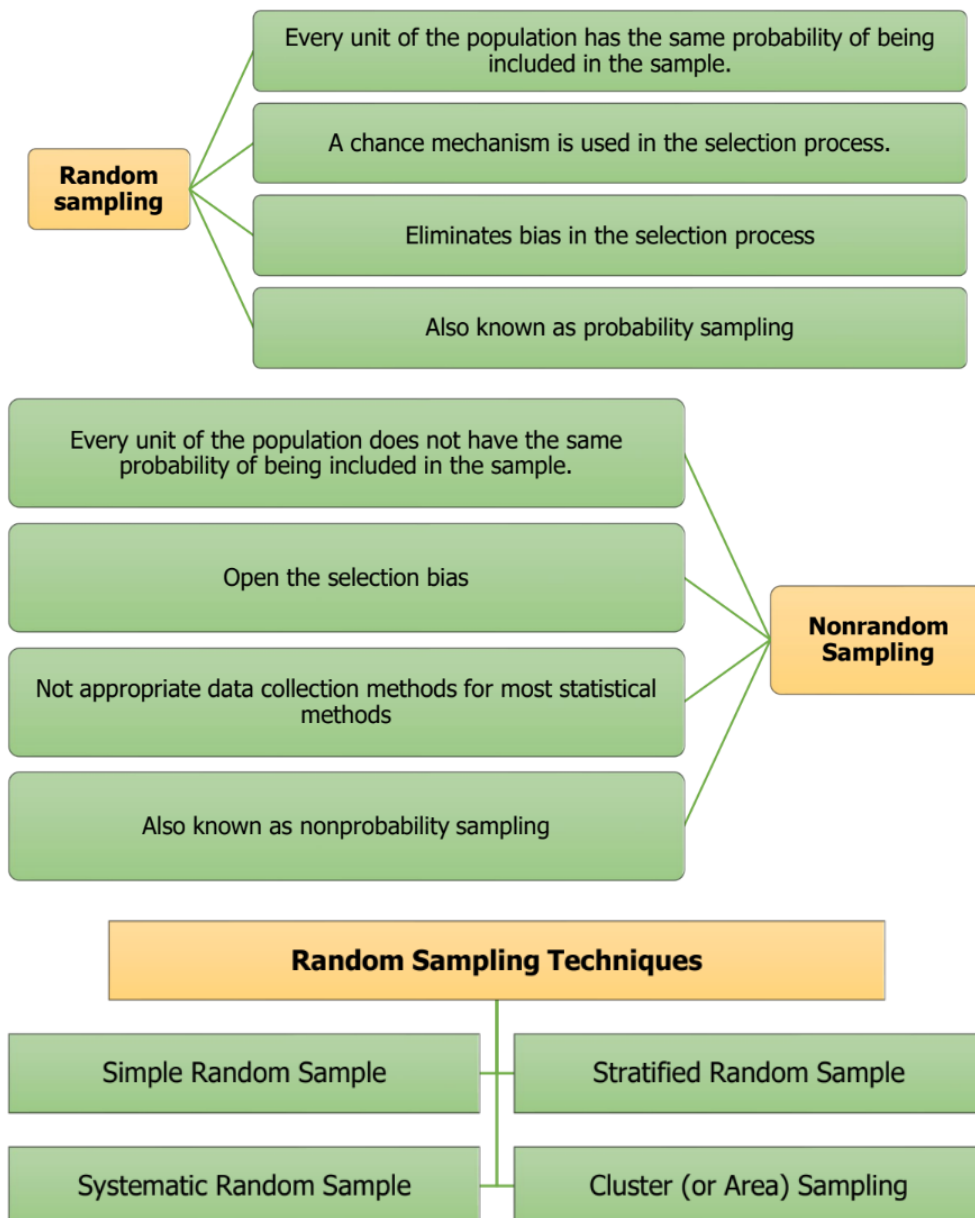 Every unit of the population has the same probability of being
included in the sample.
A chance mechanism is used in the selection process.
Random
sampling
Eliminates bias in the selection process
Also known as probability sampling
Every unit of the population does not have the same
probability of being included in the sample.
Open the selection bias
Nonrandom
Sampling
Not appropriate data collection methods for most statistical
methods
Also known as nonprobability sampling
Random Sampling Techniques
Simple Random Sample
Stratified Random Sample
Systematic Random Sample
Cluster (or Area) Sampling